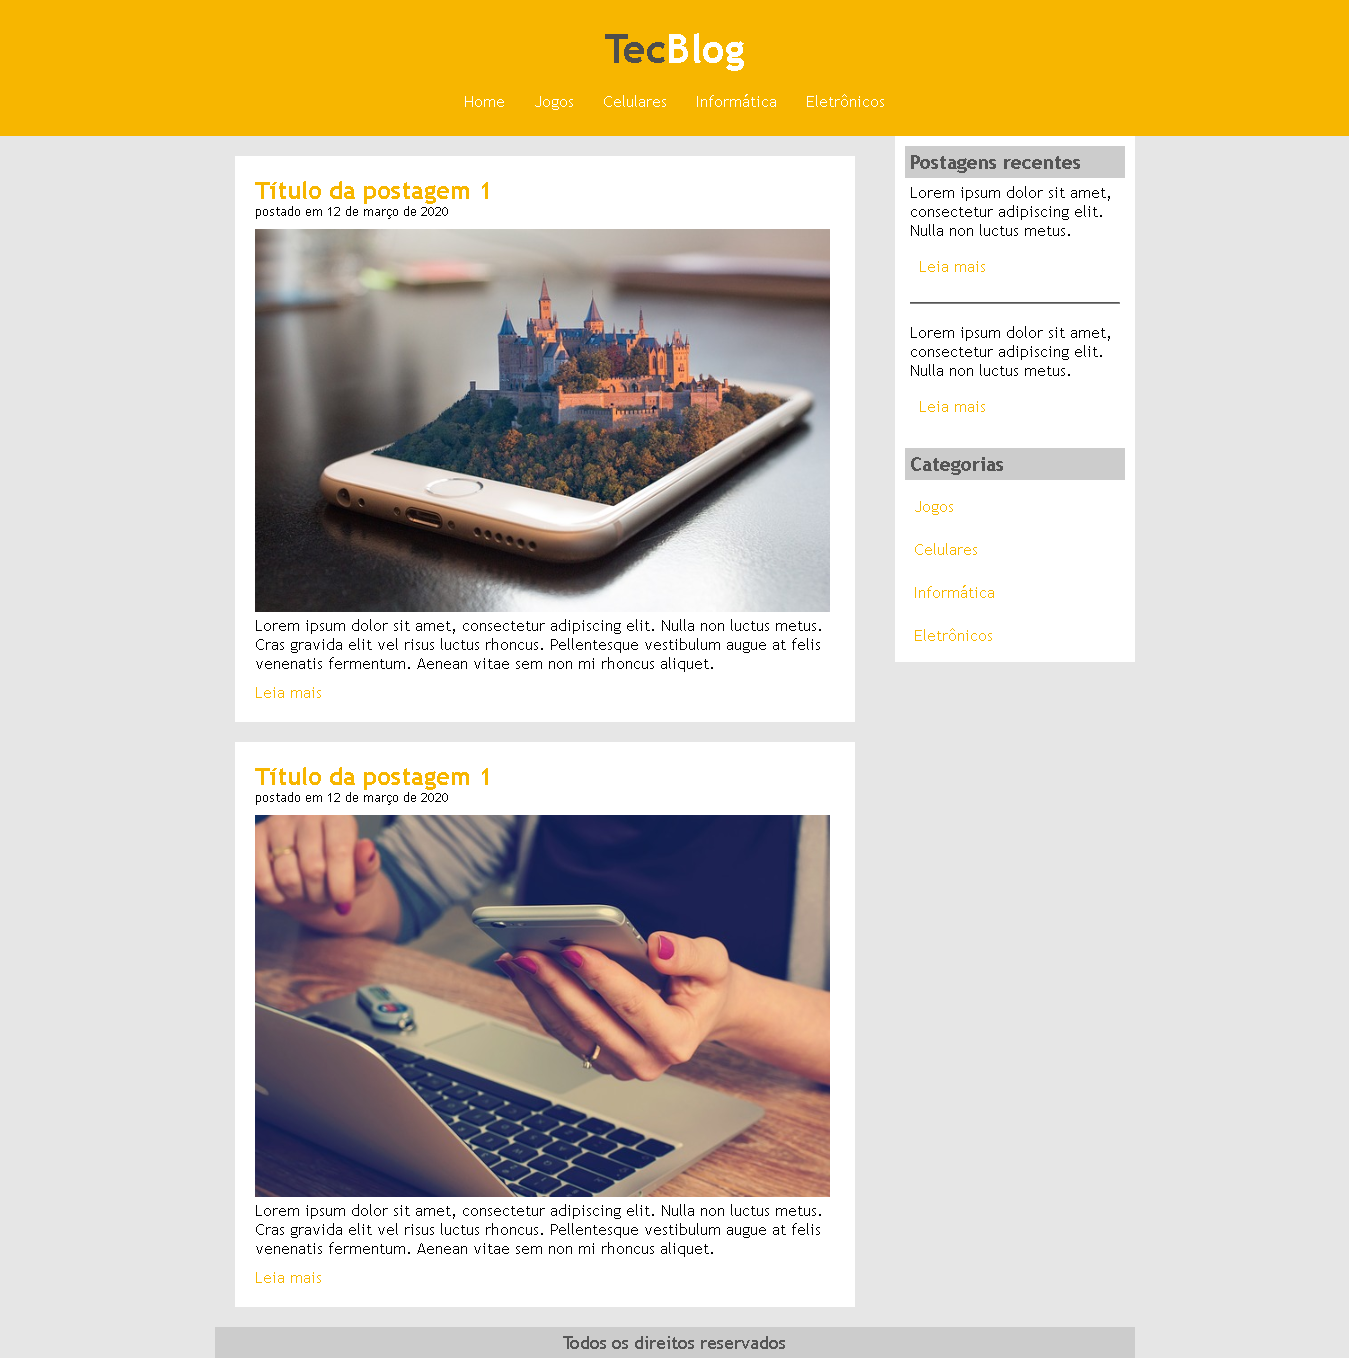 TecBlog
Home Jogos Celulares Informática Eletrônicos
Título da postagem 1
postado em 12 de março de 2020
Lorem ipsum dolor sit amet, consectetur adipiscing elit. Nulla non luctus metus.
Cras gravida elit vel risus luctus rhoncus. Pellentesque vestibulum augue at felis
venenatis fermentum. Aenean vitae sem non mi rhoncus aliquet.
Leia mais
Título da postagem 1
postado em 12 de março de 2020
Lorem ipsum dolor sit amet, consectetur adipiscing elit. Nulla non luctus metus.
Cras gravida elit vel risus luctus rhoncus. Pellentesque vestibulum augue at felis
venenatis fermentum. Aenean vitae sem non mi rhoncus aliquet.
Leia mais
Postagens recentes
Lorem ipsum dolor sit amet,
consectetur adipiscing elit.
Nulla non luctus metus.
Leia mais
Lorem ipsum dolor sit amet,
consectetur adipiscing elit.
Nulla non luctus metus.
Leia mais
Categorias
Jogos
Celulares
Informática
Eletrônicos
Todos os direitos reservados